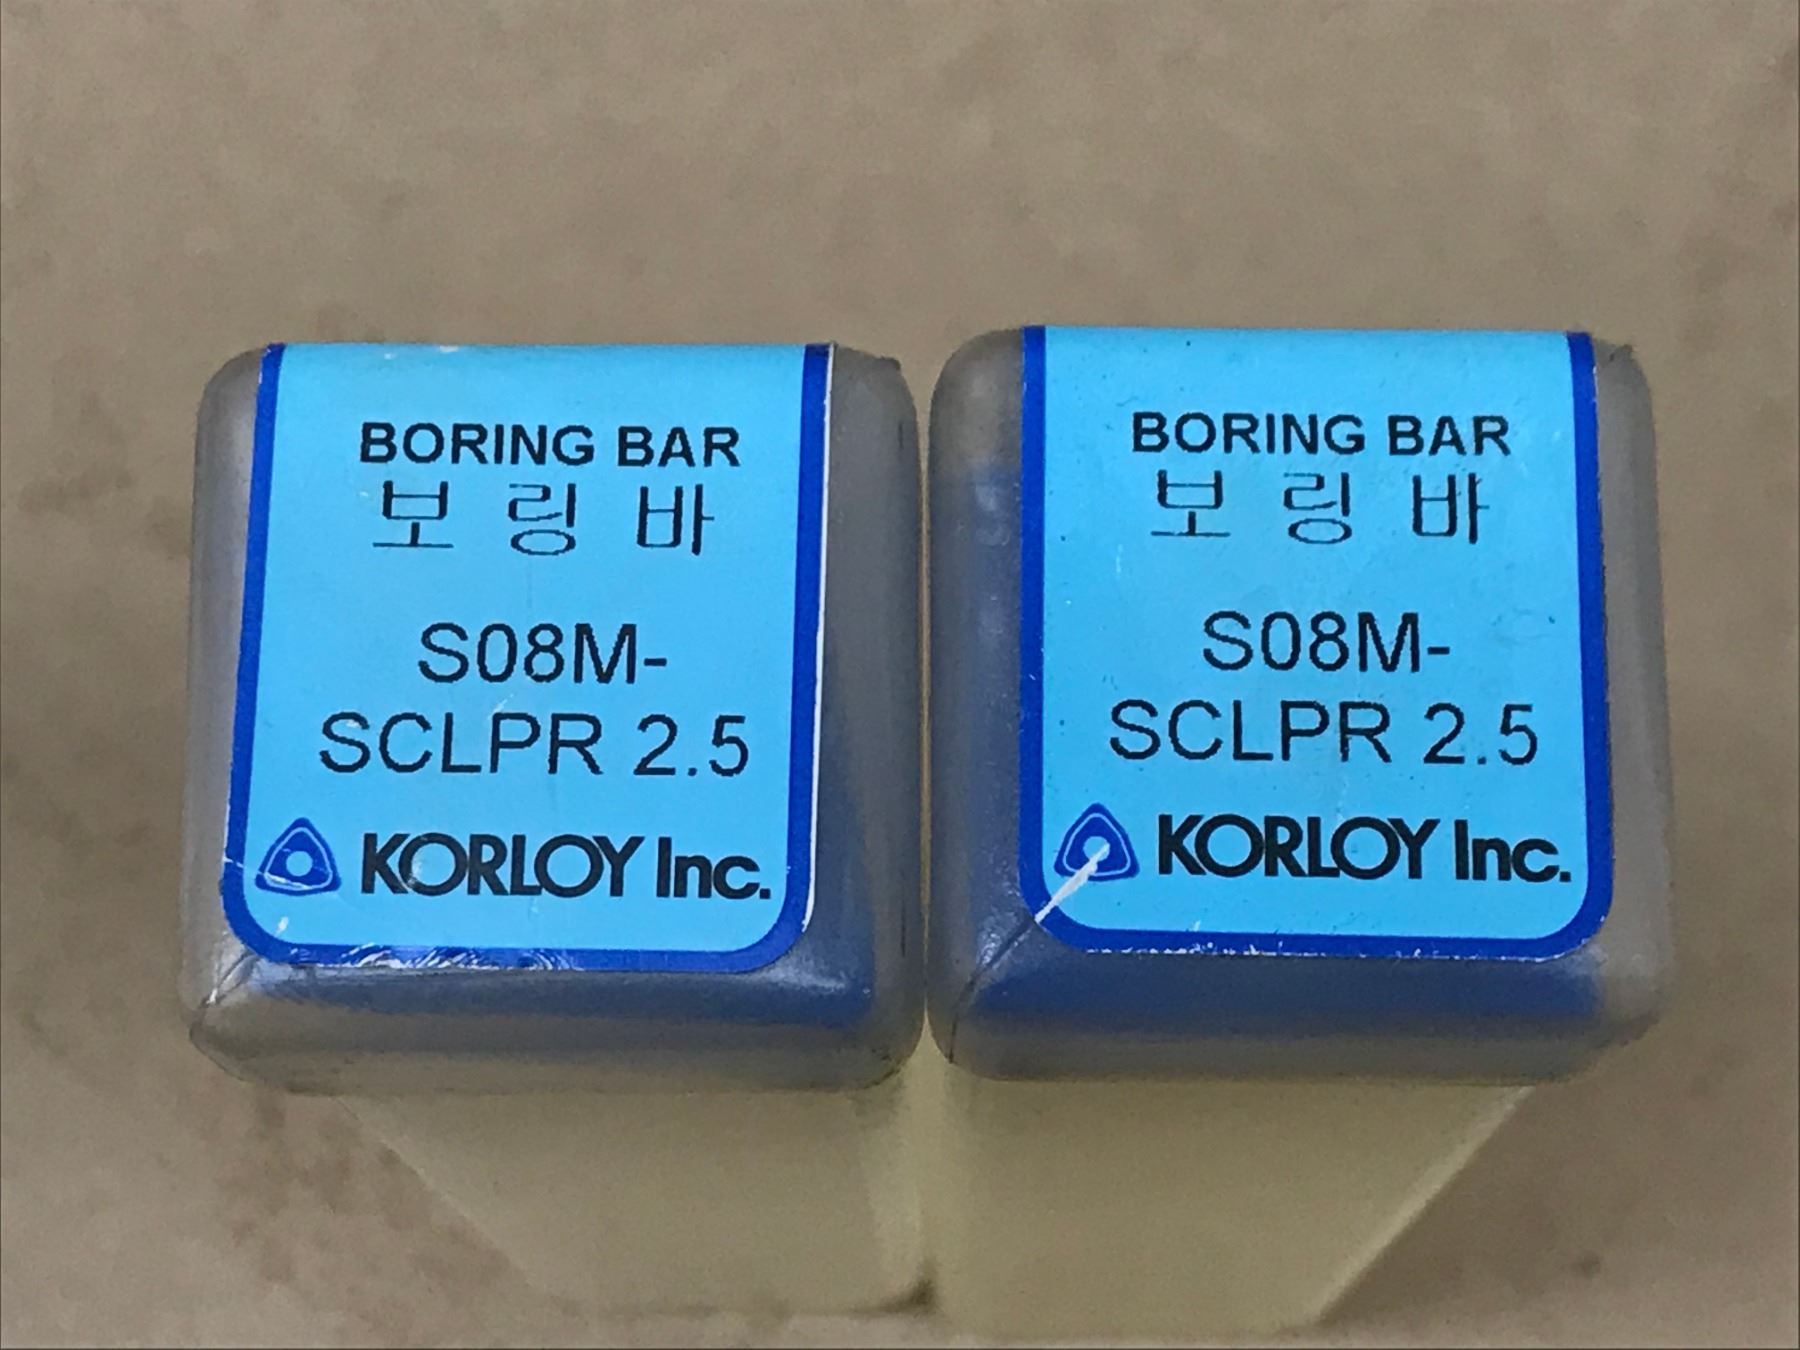 BORING BAR
보 링 바
S08M-
SCLPR 2.5
KORLOY Inc.
BORING BAR
보 링 바
S08M-
SCLPR 2.5
KORLOY Inc.